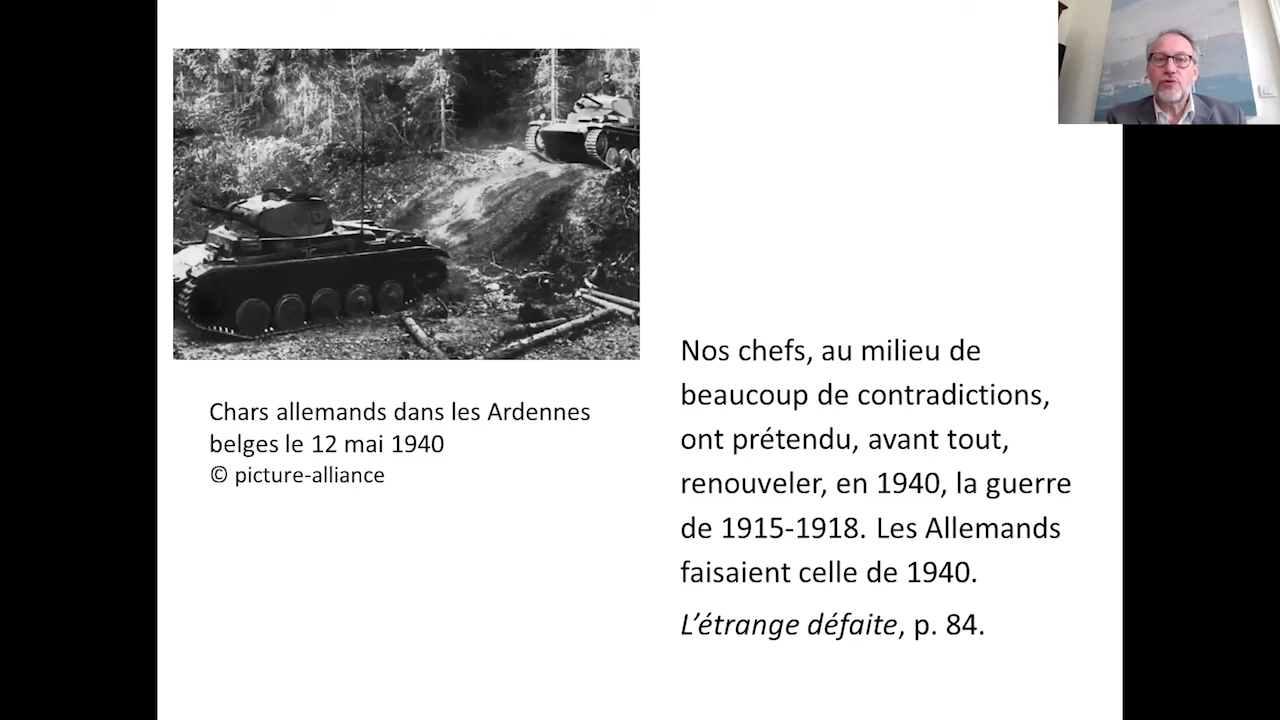 Chars allemands dans les Ardennes
belges le 12 mai 1940
© picture-alliance
Nos chefs, au milieu de
beaucoup de contradictions,
ont prétendu, avant tout,
renouveler, en 1940, la guerre
de 1915-1918. Les Allemands
faisaient celle de 1940.
L’étrange défaite, p. 84.